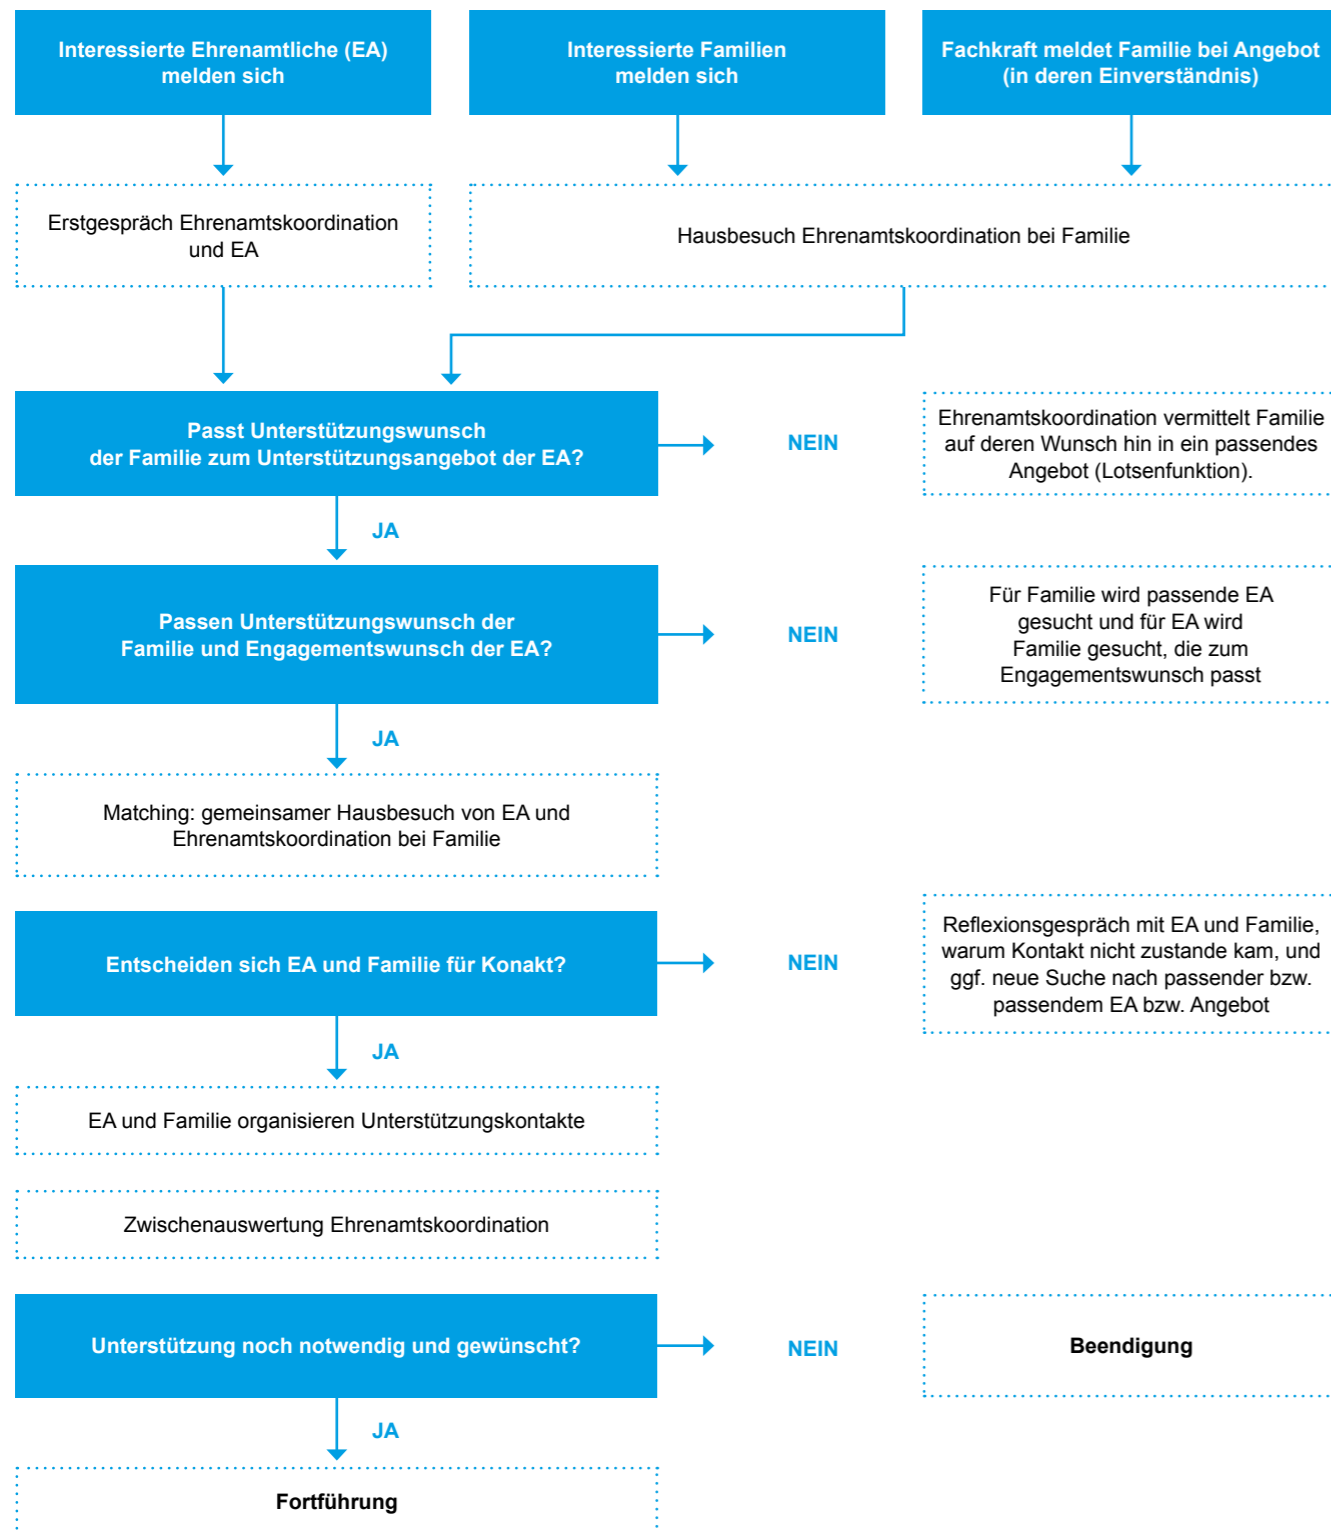 Interessierte Ehrenamtliche (EA)
melden sich
Interessierte Familien
melden sich
Fachkraft meldet Familie bei Angebot
(in deren Einverständnis)
Erstgespräch Ehrenamtskoordination
und EA
Hausbesuch Ehrenamtskoordination bei Familie
Passt Unterstützungswunsch
der Familie zum Unterstützungsangebot der EA?
NEIN
Ehrenamtskoordination vermittelt Familie
auf deren Wunsch hin in ein passendes
Angebot (Lotsenfunktion).
JA
Passen Unterstützungswunsch der
Familie und Engagementswunsch der EA?
NEIN
Für Familie wird passende EA
gesucht und für EA wird
Familie gesucht, die zum
Engagementswunsch passt
JA
Matching: gemeinsamer Hausbesuch von EA und
Ehrenamtskoordination bei Familie
Entscheiden sich EA und Familie für Konakt?
NEIN
Reflexionsgespräch mit EA und Familie,
warum Kontakt nicht zustande kam, und
ggf. neue Suche nach passender bzw.
passendem EA bzw. Angebot
JA
EA und Familie organisieren Unterstützungskontakte
Zwischenauswertung Ehrenamtskoordination
Unterstützung noch notwendig und gewünscht?
NEIN
Beendigung
JA
Fortführung